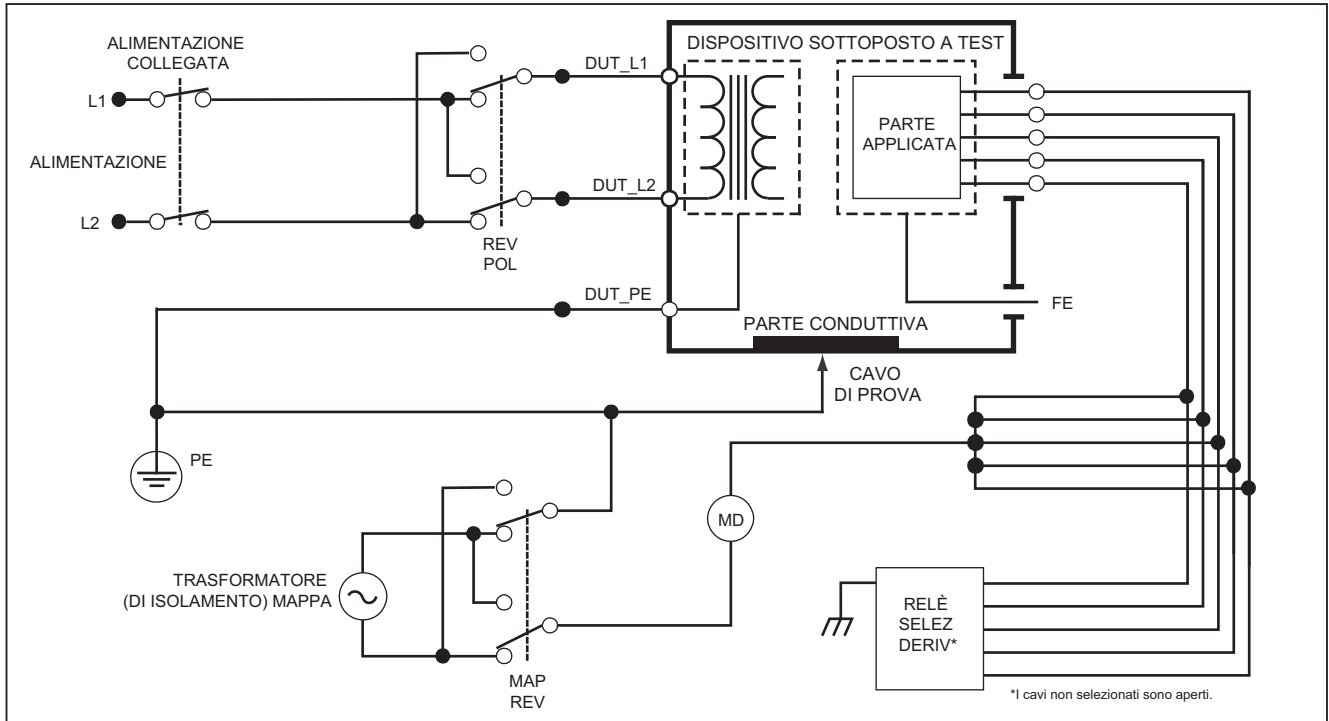 ALIMENTAZIONE
COLLEGATA
L1
ALIMENTAZIONE
L2
REV
POL
DUT_L1
DUT_L2
DUT_PE
DISPOSITIVO SOTTOPOSTO A TEST
PARTE
APPLICATA
FE
PARTE CONDUTTIVA
CAVO
DI PROVA
PE
TRASFORMATORE
(DI ISOLAMENTO) MAPPA
MAP
REV
MD
RELÈ
SELEZ
DERIV*
*I cavi non selezionati sono aperti.